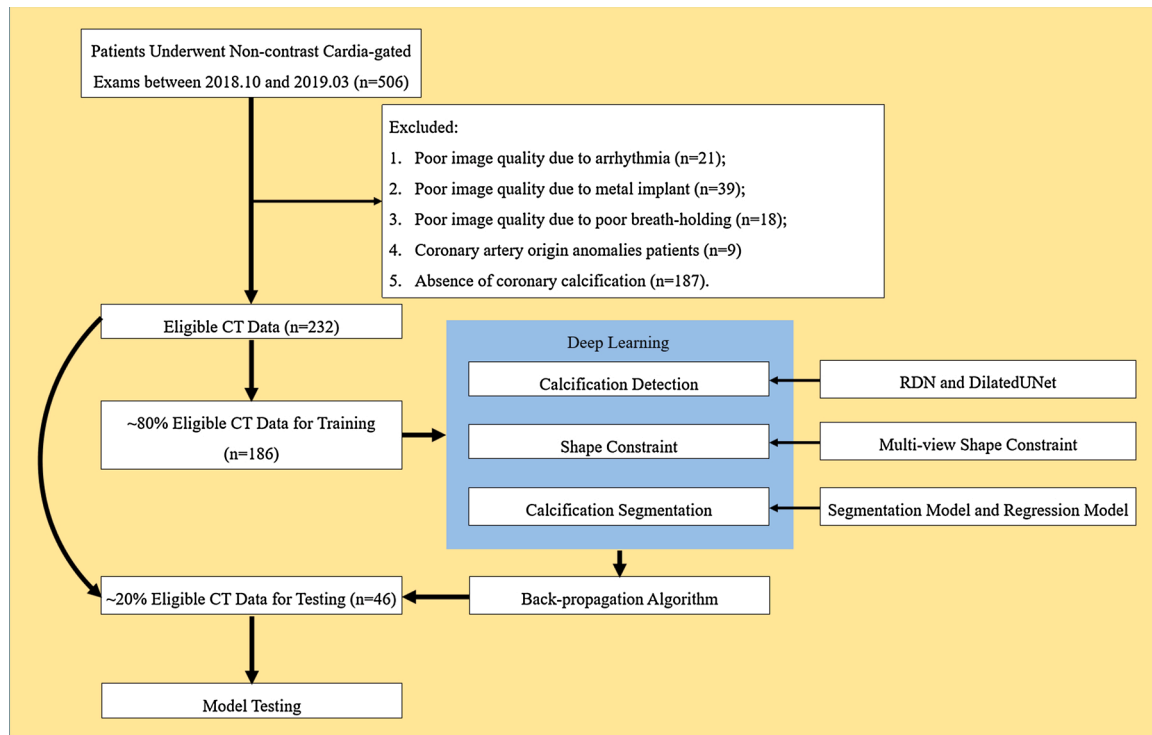 Patients Underwent Non-contrast Cardia-gated
Exams between 2018.10 and 2019.03 (n=506)
Excluded:
1. Poor image quality due to arrhythmia (n=21);
2. Poor image quality due to metal implant (n=39);
3. Poor image quality due to poor breath-holding (n=18);
4. Coronary artery origin anomalies patients (n=9)
5. Absence of coronary calcification (n=187).
Eligible CT Data (n=232)
~80% Eligible CT Data for Training
(n=186)
Deep Learning
Calcification Detection
RDN and DilatedUNet
Shape Constraint
Multi-view Shape Constraint
Calcification Segmentation
Segmentation Model and Regression Model
~20% Eligible CT Data for Testing (n=46)
Back-propagation Algorithm
Model Testing